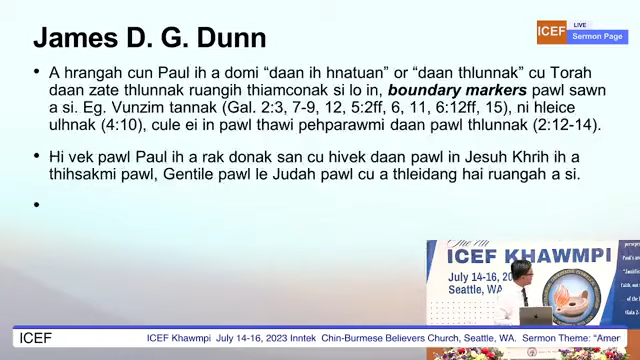 James D. G. Dunn
ICEF
LIVE
Sermon Page
• A hrangah cun Paul ih a domi “daan ih hnatuan” or “daan thlunnak” cu Torah
daan zate thlunnak ruangih thiamconak si lo in, boundary markers pawl sawn
a si. Eg. Vunzim tannak (Gal. 2:3, 7-9, 12, 5:2ff, 6, 11, 6:12ff, 15), ni hleice
ulhnak (4:10), cule ei in pawl thawi pehparawmi daan pawl thlunnak (2:12-14).
• Hi vek pawl Paul ih a rak donak san cu hivek daan pawl in Jesuh Khrih ih a
thihsakmi pawl, Gentile pawl le Judah pawl cu a thleidang hai ruangah a si.
•
ICEF KHAWMPI
July 14-16, 2023
Seattle, WA
ICEF
ICEF Khawmpi July 14-16, 2023 Inntek Chin-Burmese Believers Church, Seattle, WA. Sermon Theme: “Amer